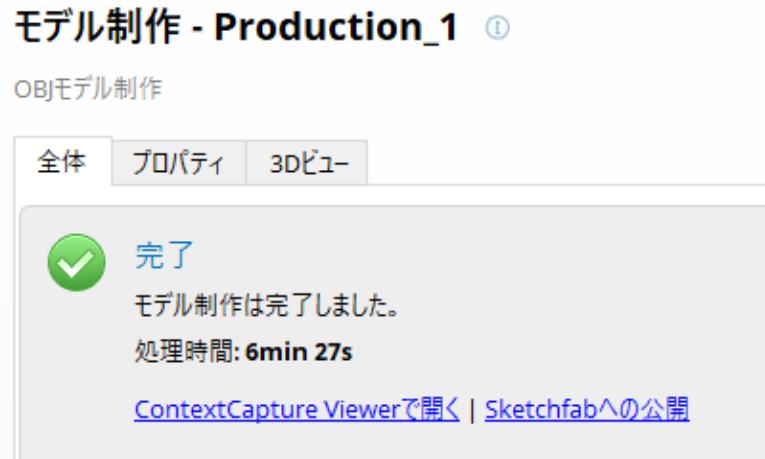 モデル制作 - Production_1
OBJモデル制作
全体 プロパティ 3Dビュー
完了
モデル制作は完了しました。
処理時間: 6min 27s
ContextCapture Viewerで開く | Sketchfabへの公開